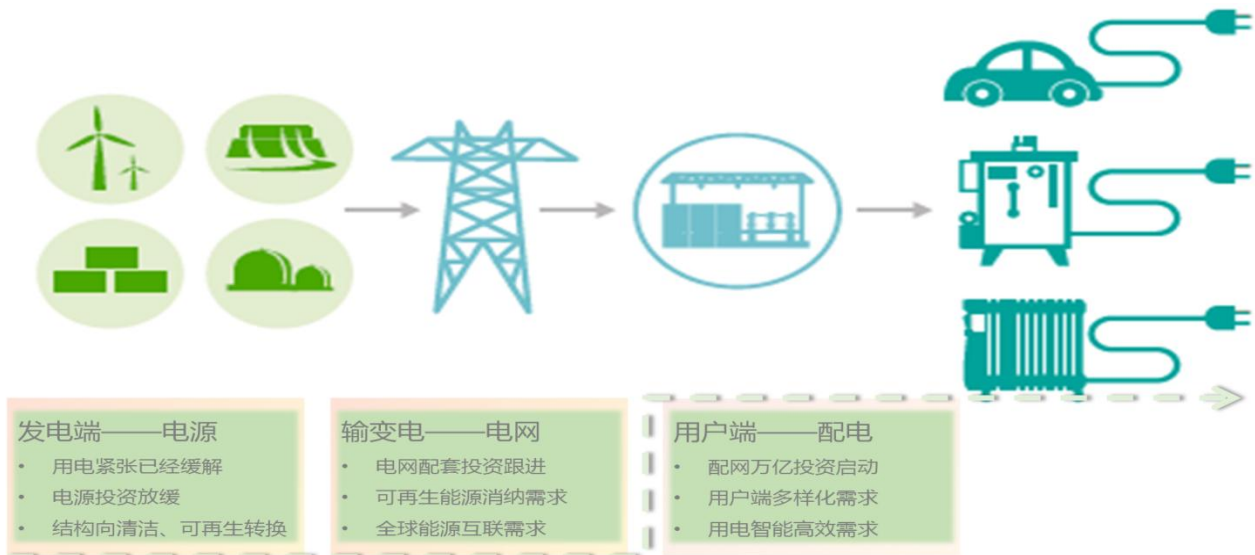 发电端——电源
• 用电紧张已经缓解
• 电源投资放缓
• 结构向清洁、可再生转换
输变电——电网
• 电网配套投资跟进
• 可再生能源消纳需求
• 全球能源互联需求
用户端——配电
• 配网万亿投资启动
• 用户端多样化需求
• 用电智能高效需求